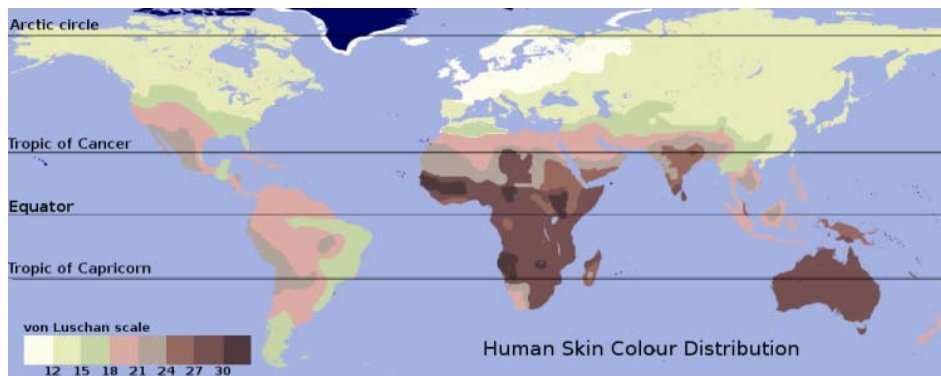 Arctic circle
Tropic of Cancer
Equator
Tropic of Capricorn
von Luschan scale
12 15 18 21 24 27 30
Human Skin Colour Distribution